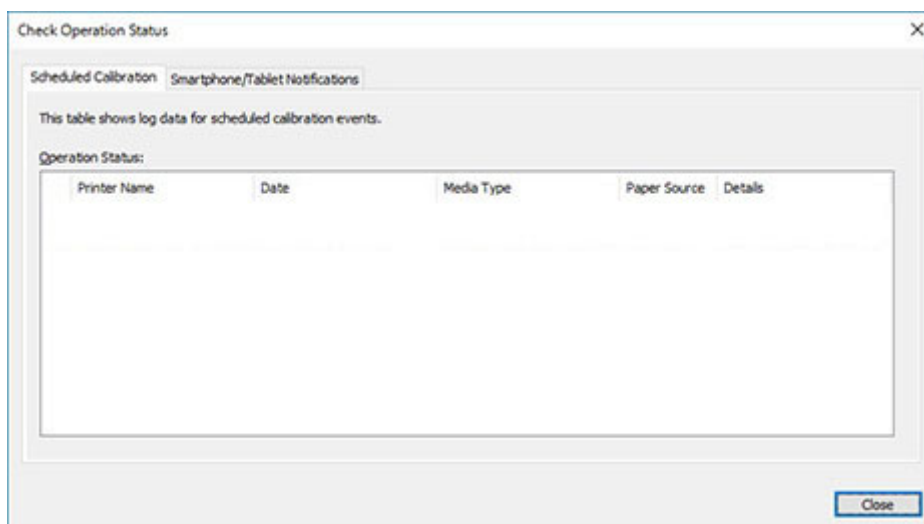 Check Operation Status
Scheduled Calibration Smartphone/Tablet Notifications
This table shows log data for scheduled calibration events.
Operation Status:
Printer Name Date Media Type Paper Source Details
Close